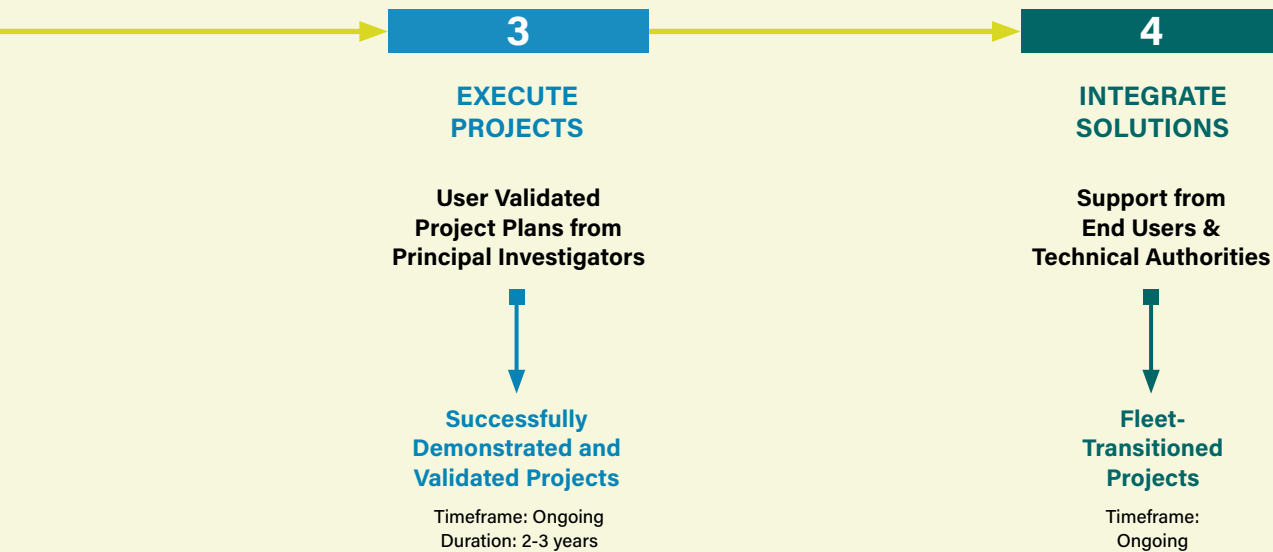 3
EXECUTE
PROJECTS
User Validated
Project Plans from
Principal Investigators
Successfully
Demonstrated and
Validated Projects
Timeframe: Ongoing
Duration: 2-3 years
4
INTEGRATE
SOLUTIONS
Support from
End Users &
Technical Authorities
Fleet-
Transitioned
Projects
Timeframe:
Ongoing